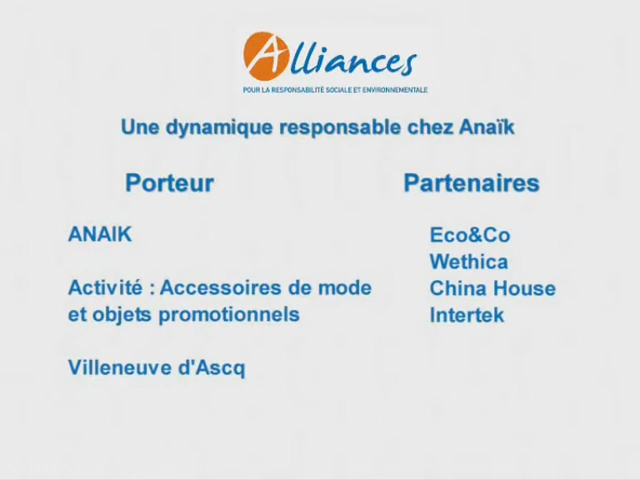 Alliances
POUR LA RESPONSABILITÉ SOCIALE ET ENVIRONNEMENTALE
Une dynamique responsable chez Anaïk
Porteur
ANAIK
Activité : Accessoires de mode
et objets promotionnels
Villeneuve d'Ascq
Partenaires
Eco&Co
Wethica
China House
Intertek